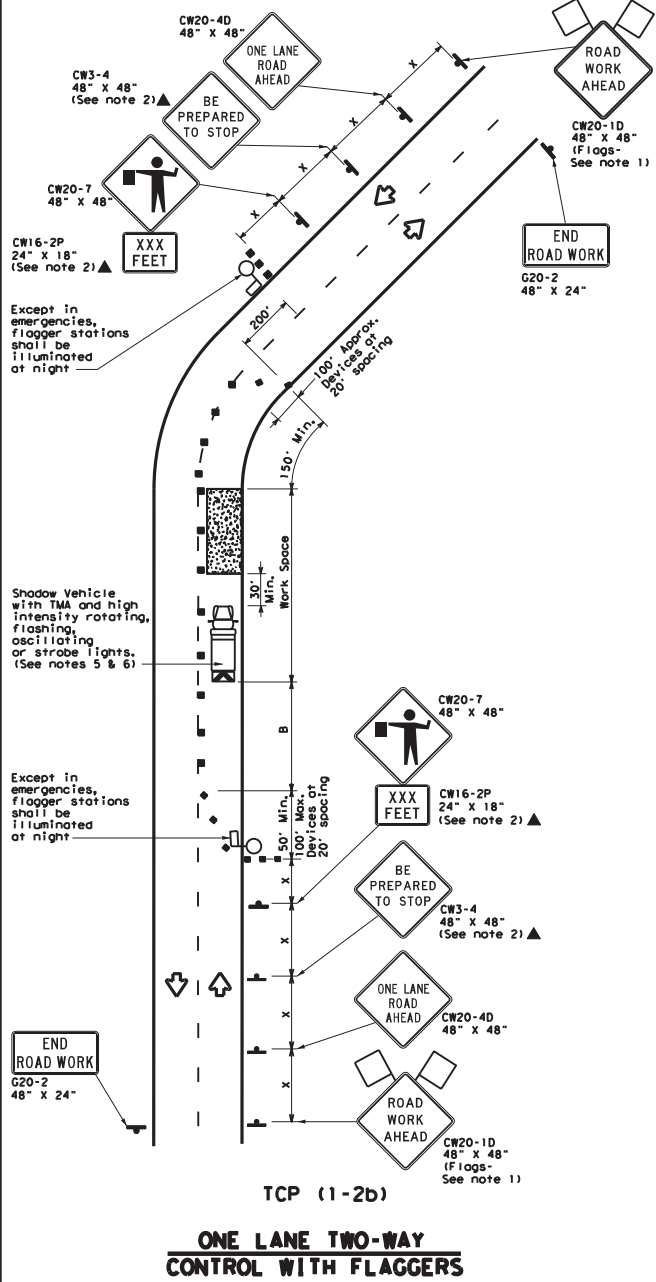 CW20-4D
48" X 48"
ONE LANE
ROAD
AHEAD
ROAD
WORK
AHEAD
CW20-1D
48" X 48"
(Flags-
See note 1)
CW3-4
48" X 48"
(See note 2)▲
BE
PREPARED
TO STOP
CW20-7
48" X 48"
CW16-2P
24" X 18"
(See note 2)▲
XXX
FEET
X
X
X
X
END
ROAD WORK
G20-2
48" X 24"
Except in
emergencies,
flagger stations
shall be
illuminated
at night
200'
100' Approx.
Devices at
20' spacing
150' Min.
Work Space
30'
Min.
Shadow Vehicle
with TMA and high
intensity rotating,
flashing,
oscillating
or strobe lights.
(See notes 5 & 6)
B
CW20-7
48" X 48"
XXX
FEET
CW16-2P
24" X 18"
(See note 2)▲
Except in
emergencies,
flagger stations
shall be
illuminated
at night
50' Min.
100' Max.
Devices at
20' spacing
X
X
X
X
BE
PREPARED
TO STOP
CW3-4
48" X 48"
(See note 2)▲
ONE LANE
ROAD
AHEAD
CW20-4D
48" X 48"
END
ROAD WORK
G20-2
48" X 24"
ROAD
WORK
AHEAD
CW20-1D
48" X 48"
(Flags-
See note 1)
TCP (1-2b)
ONE LANE TWO-WAY
CONTROL WITH FLAGGERS